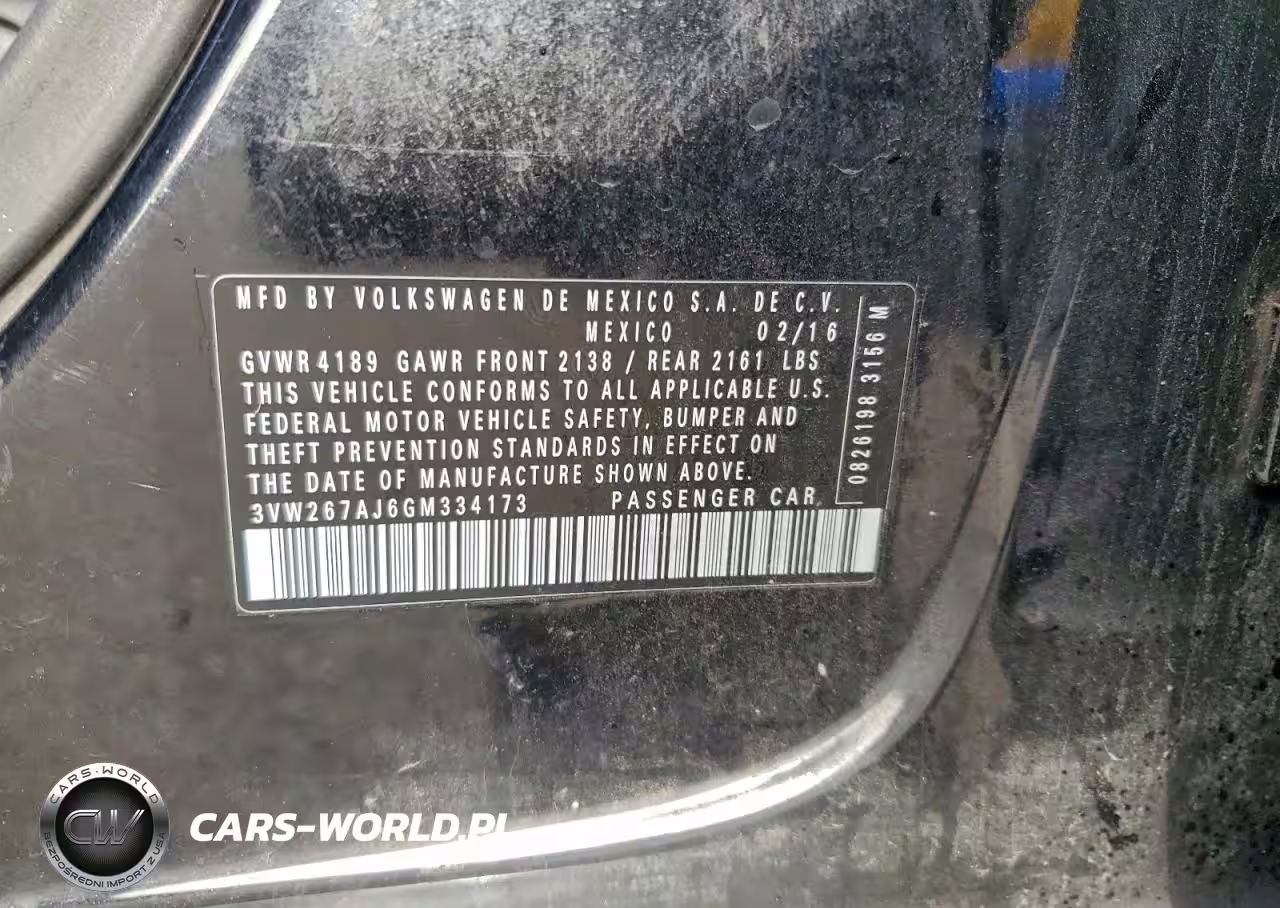 MFD BY VOLKSWAGEN DE MEXICO S.A. DE C.V.
MEXICO 02/16
GVWR 4189 GAWR FRONT 2138 / REAR 2161 LBS
THIS VEHICLE CONFORMS TO ALL APPLICABLE U.S.
FEDERAL MOTOR VEHICLE SAFETY, BUMPER AND
THEFT PREVENTION STANDARDS IN EFFECT ON
THE DATE OF MANUFACTURE SHOWN ABOVE.
3VW267AJ6GM334173 PASSENGER CAR
0826198 3156 M
CARS-WORLD
CW
BEZPOŚREDNI IMPORT Z USA
CARS-WORLD.PL